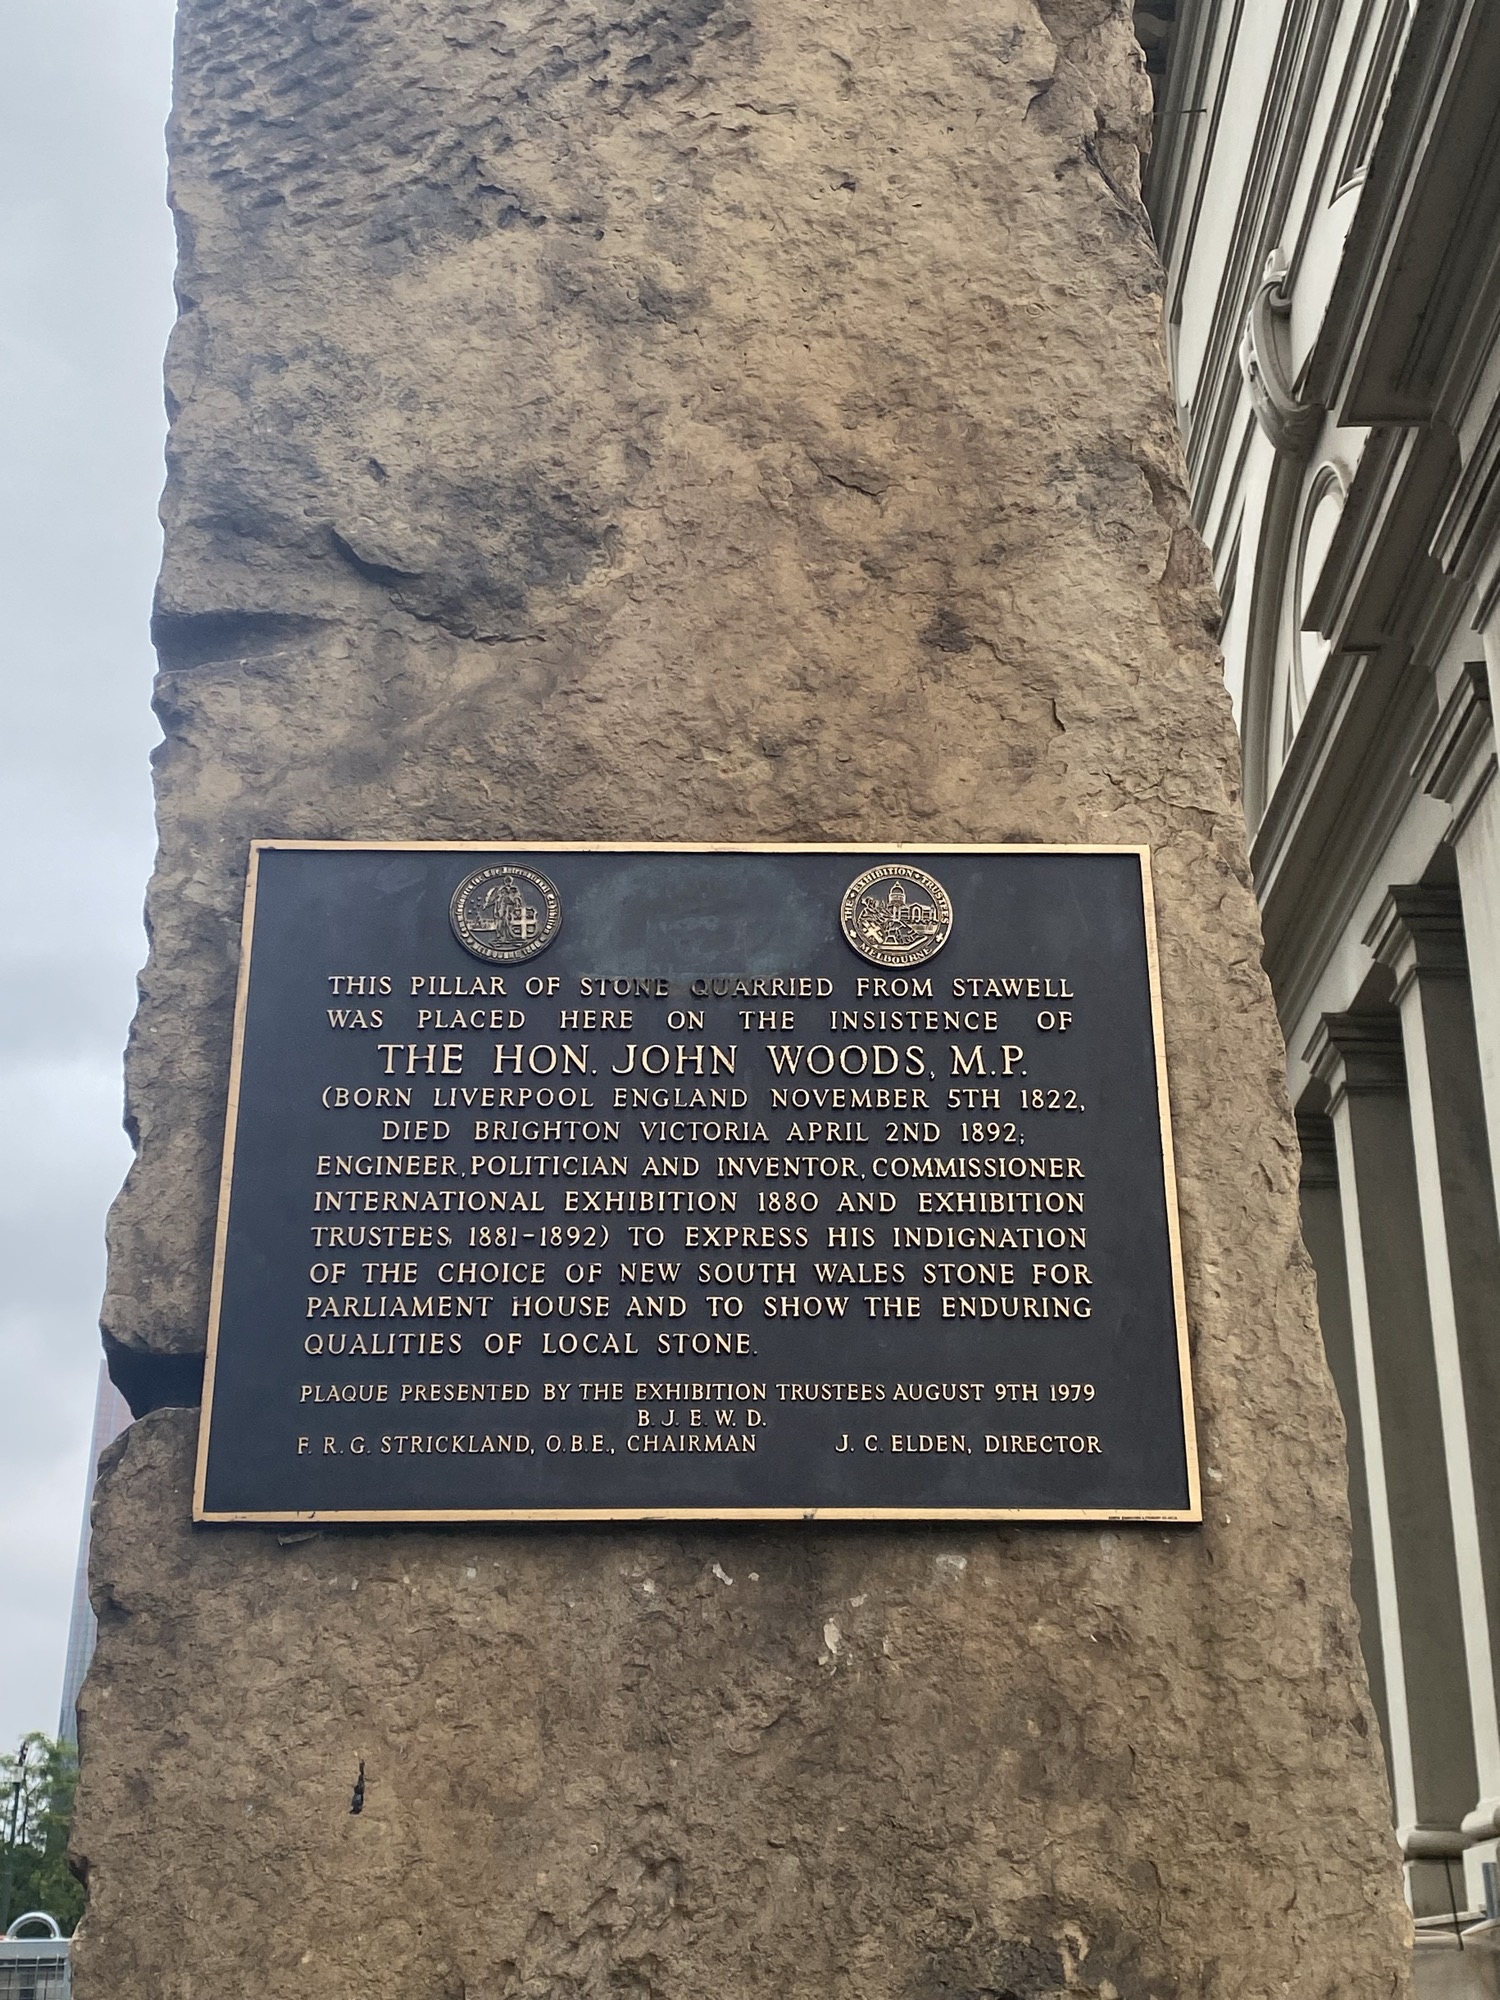 THE · EXHIBITION · TRUSTEES
MELBOURNE
THIS PILLAR OF STONE QUARRIED FROM STAWELL
WAS PLACED HERE ON THE INSISTENCE OF
THE HON. JOHN WOODS, M.P.
(BORN LIVERPOOL ENGLAND NOVEMBER 5TH 1822,
DIED BRIGHTON VICTORIA APRIL 2ND 1892;
ENGINEER, POLITICIAN AND INVENTOR, COMMISSIONER
INTERNATIONAL EXHIBITION 1880 AND EXHIBITION
TRUSTEES 1881-1892) TO EXPRESS HIS INDIGNATION
OF THE CHOICE OF NEW SOUTH WALES STONE FOR
PARLIAMENT HOUSE AND TO SHOW THE ENDURING
QUALITIES OF LOCAL STONE.
PLAQUE PRESENTED BY THE EXHIBITION TRUSTEES AUGUST 9TH 1979
B. J. E. W. D.
F. R. G. STRICKLAND, O.B.E., CHAIRMAN J. C. ELDEN, DIRECTOR